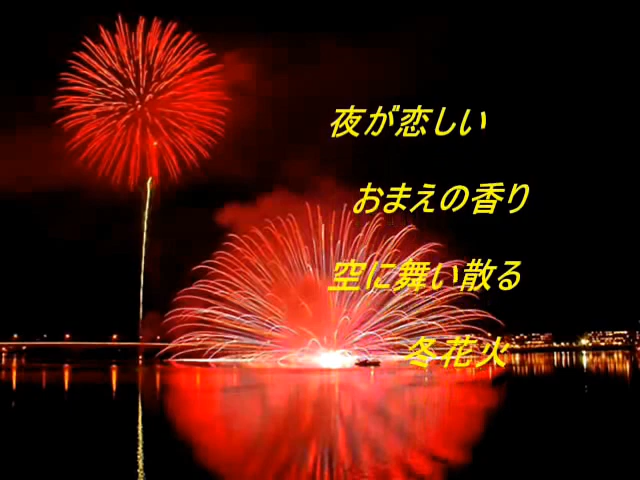 夜が恋しい
おまえの香り
空に舞い散る
冬花火